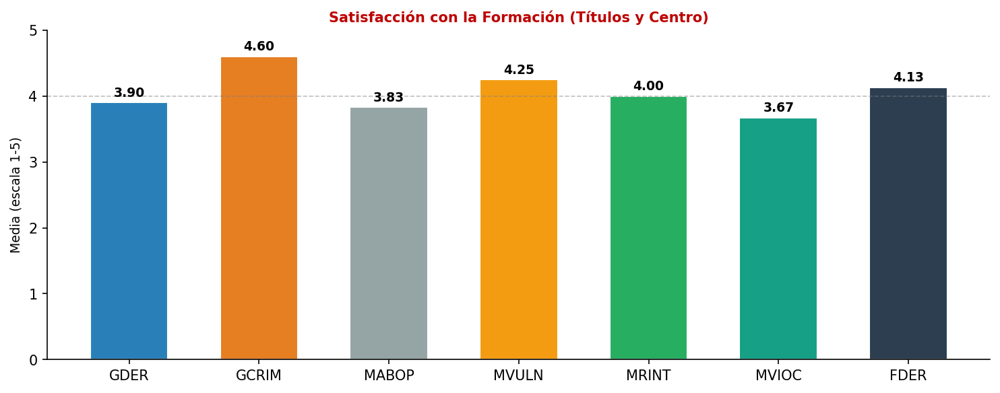 Satisfacción con la Formación (Títulos y Centro)
Media (escala 1-5)
5
4
3
2
1
0
3.90
4.60
3.83
4.25
4.00
3.67
4.13
GDER
GCRIM
MABOP
MVULN
MRINT
MVIOC
FDER